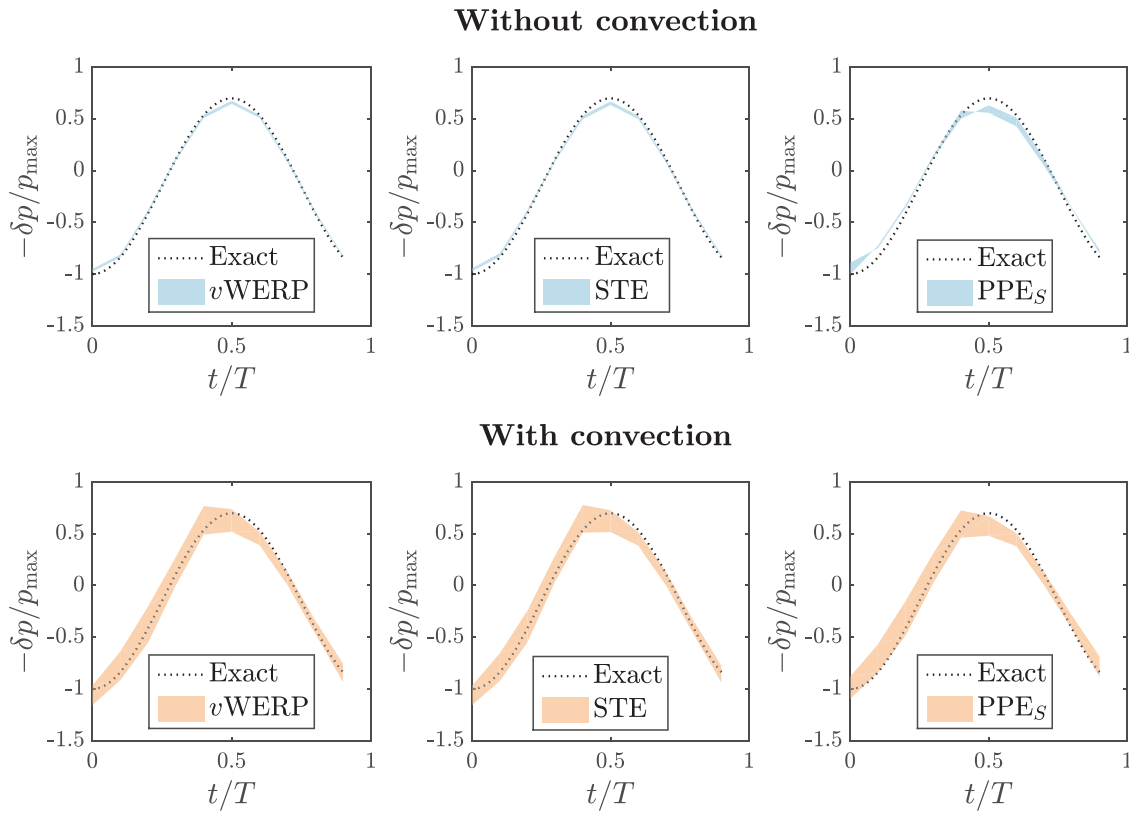 Without convection
1
0.5
0
-0.5
-1
-1.5
−δp/p_max
0 0.5 1
t/T
Exact
vWERP
1
0.5
0
-0.5
-1
-1.5
−δp/p_max
0 0.5 1
t/T
Exact
STE
1
0.5
0
-0.5
-1
-1.5
−δp/p_max
0 0.5 1
t/T
Exact
PPE_S
With convection
1
0.5
0
-0.5
-1
-1.5
−δp/p_max
0 0.5 1
t/T
Exact
vWERP
1
0.5
0
-0.5
-1
-1.5
−δp/p_max
0 0.5 1
t/T
Exact
STE
1
0.5
0
-0.5
-1
-1.5
−δp/p_max
0 0.5 1
t/T
Exact
PPE_S